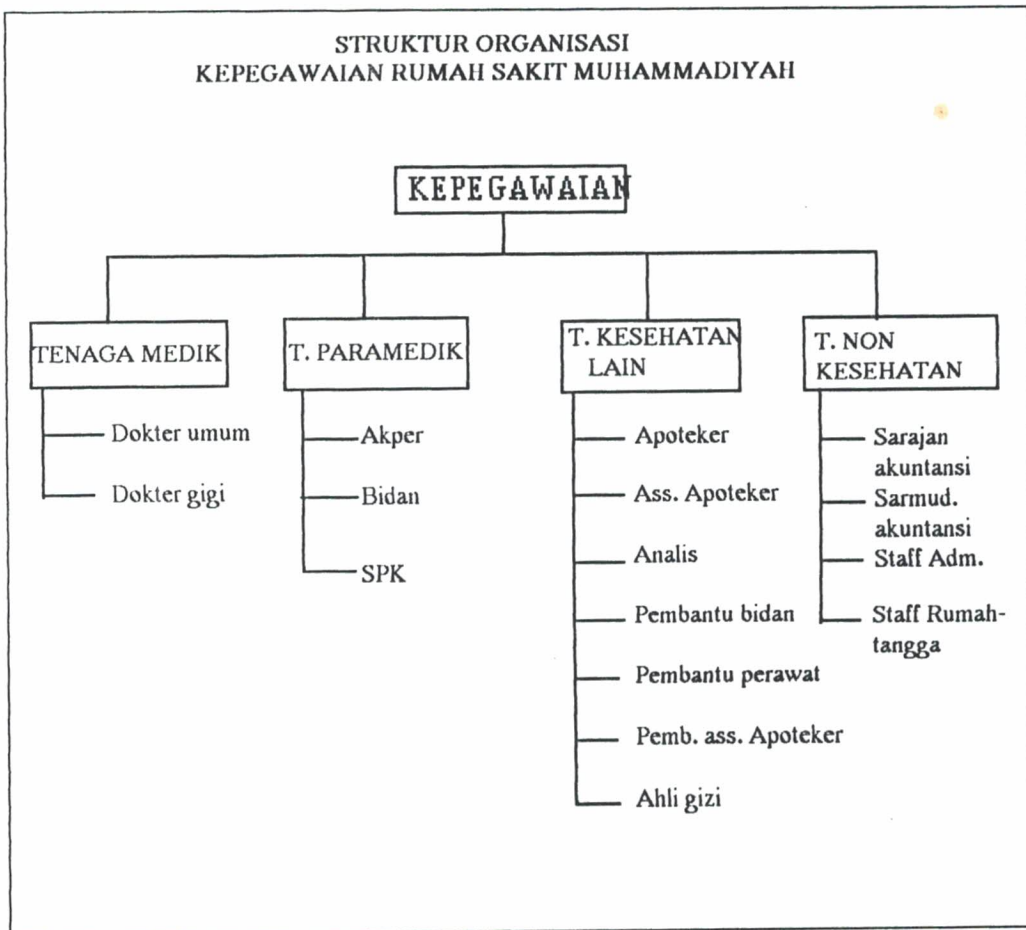 STRUKTUR ORGANISASI
KEPEGAWAIAN RUMAH SAKIT MUHAMMADIYAH
KEPEGAWAIAN
TENAGA MEDIK
Dokter umum
Dokter gigi
T. PARAMEDIK
Akper
Bidan
SPK
T. KESEHATAN
LAIN
Apoteker
Ass. Apoteker
Analis
Pembantu bidan
Pembantu perawat
Pemb. ass. Apoteker
Ahli gizi
T. NON
KESEHATAN
Sarajan
akuntansi
Sarmud.
akuntansi
Staff Adm.
Staff Rumah-
tangga